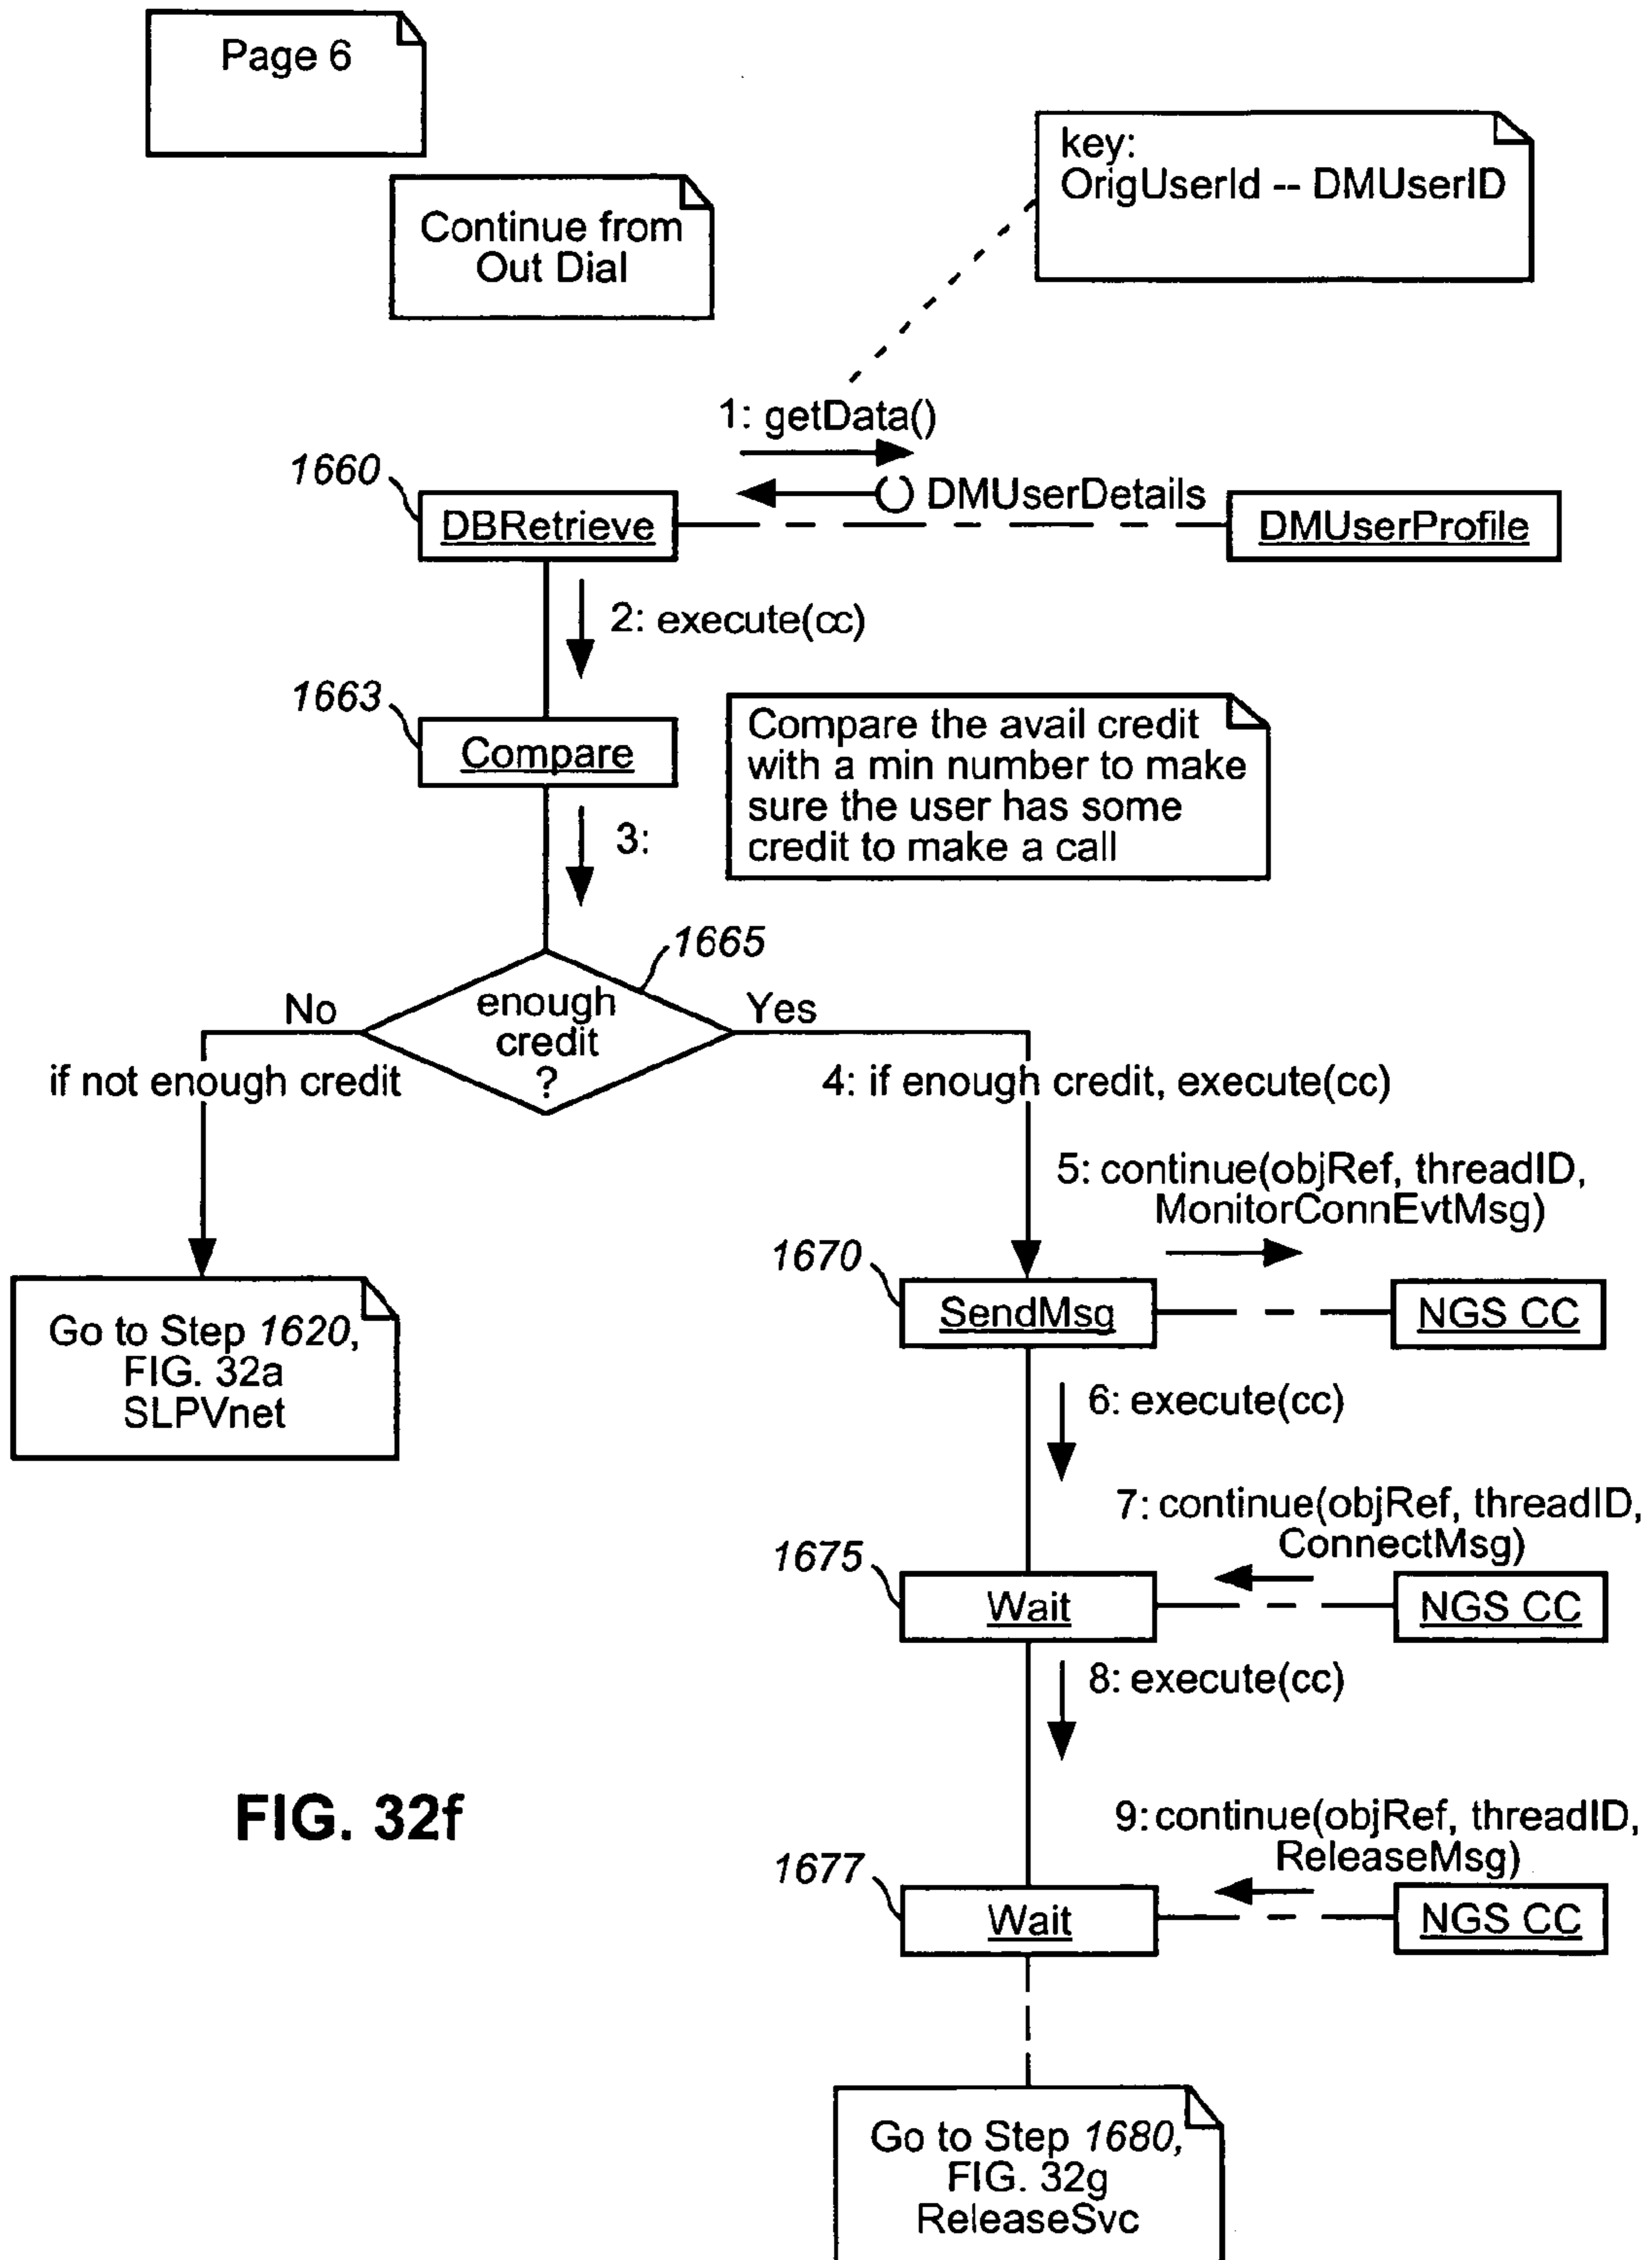 Page 6
Continue from
Out Dial
key:
OrigUserId -- DMUserID
1: getData()
1660
DMUserDetails
DBRetrieve
DMUserProfile
2: execute(cc)
1663
Compare
Compare the avail credit
with a min number to make
sure the user has some
credit to make a call
3:
1665
No
enough
credit
?
Yes
if not enough credit
4: if enough credit, execute(cc)
5: continue(objRef, threadID,
MonitorConnEvtMsg)
1670
SendMsg
NGS CC
Go to Step 1620,
FIG. 32a
SLPVnet
6: execute(cc)
7: continue(objRef, threadID,
ConnectMsg)
1675
Wait
NGS CC
8: execute(cc)
FIG. 32f
9: continue(objRef, threadID,
ReleaseMsg)
1677
Wait
NGS CC
Go to Step 1680,
FIG. 32g
ReleaseSvc